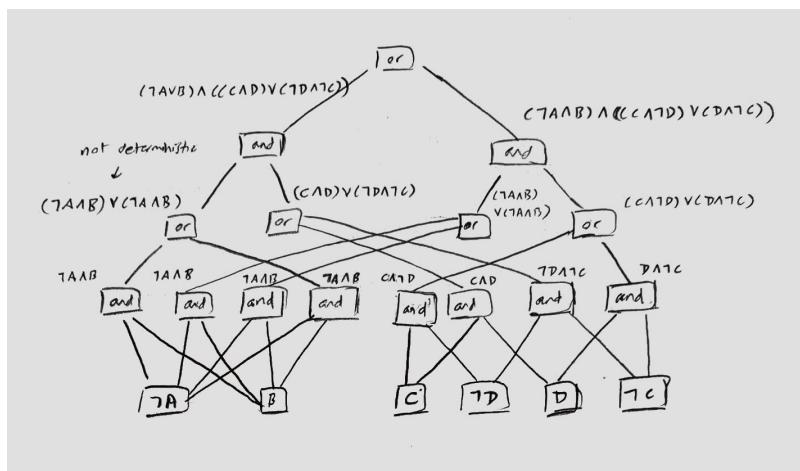 or
(¬A∨B)∧((C∧D)∨(¬D∧¬C))
(¬A∧B)∧((C∧¬D)∨(D∧¬C))
and
and
not deterministic
(¬A∧B)∨(¬A∧B)
(C∧D)∨(¬D∧¬C)
(¬A∧B)
∨(¬A∧B)
(C∧¬D)∨(D∧¬C)
or
or
or
or
¬A∧B
¬A∧B
¬A∧B
¬A∧B
C∧¬D
C∧D
¬D∧¬C
D∧¬C
and
and
and
and
and
and
and
and
¬A
B
C
¬D
D
¬C